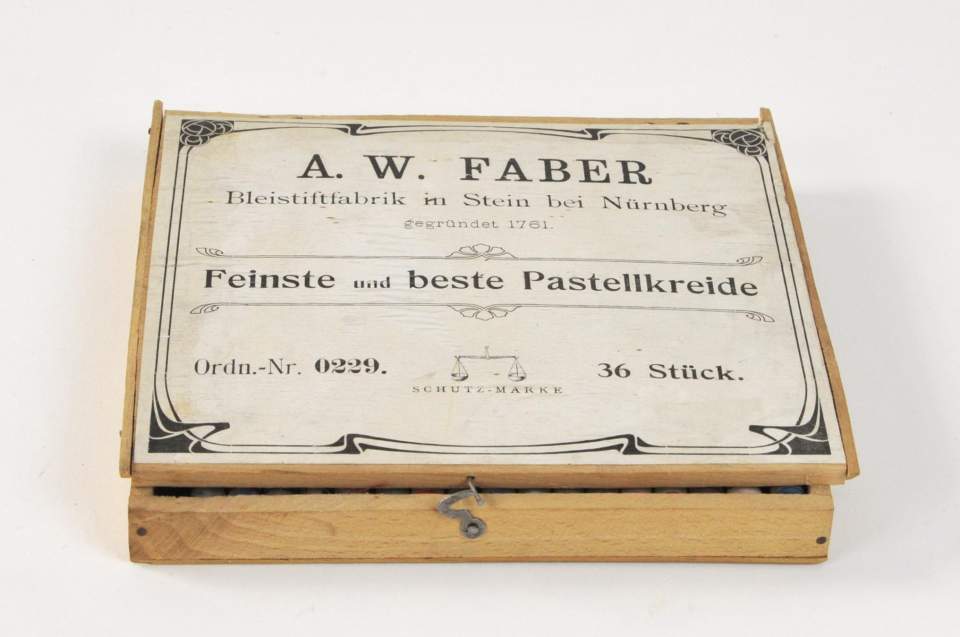 A. W. FABER
Bleistiftfabrik in Stein bei Nürnberg
gegründet 1761.
Feinste und beste Pastellkreide
Ordn.-Nr. 0229. 36 Stück.
SCHUTZ-MARKE